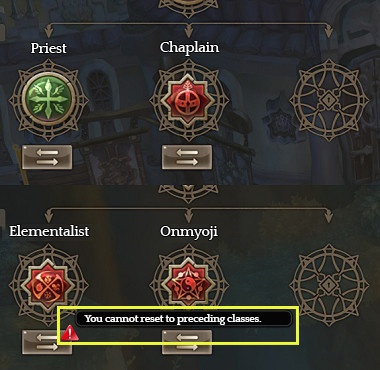 Priest
Chaplain
Elementalist
Onmyoji
You cannot reset to preceding classes.